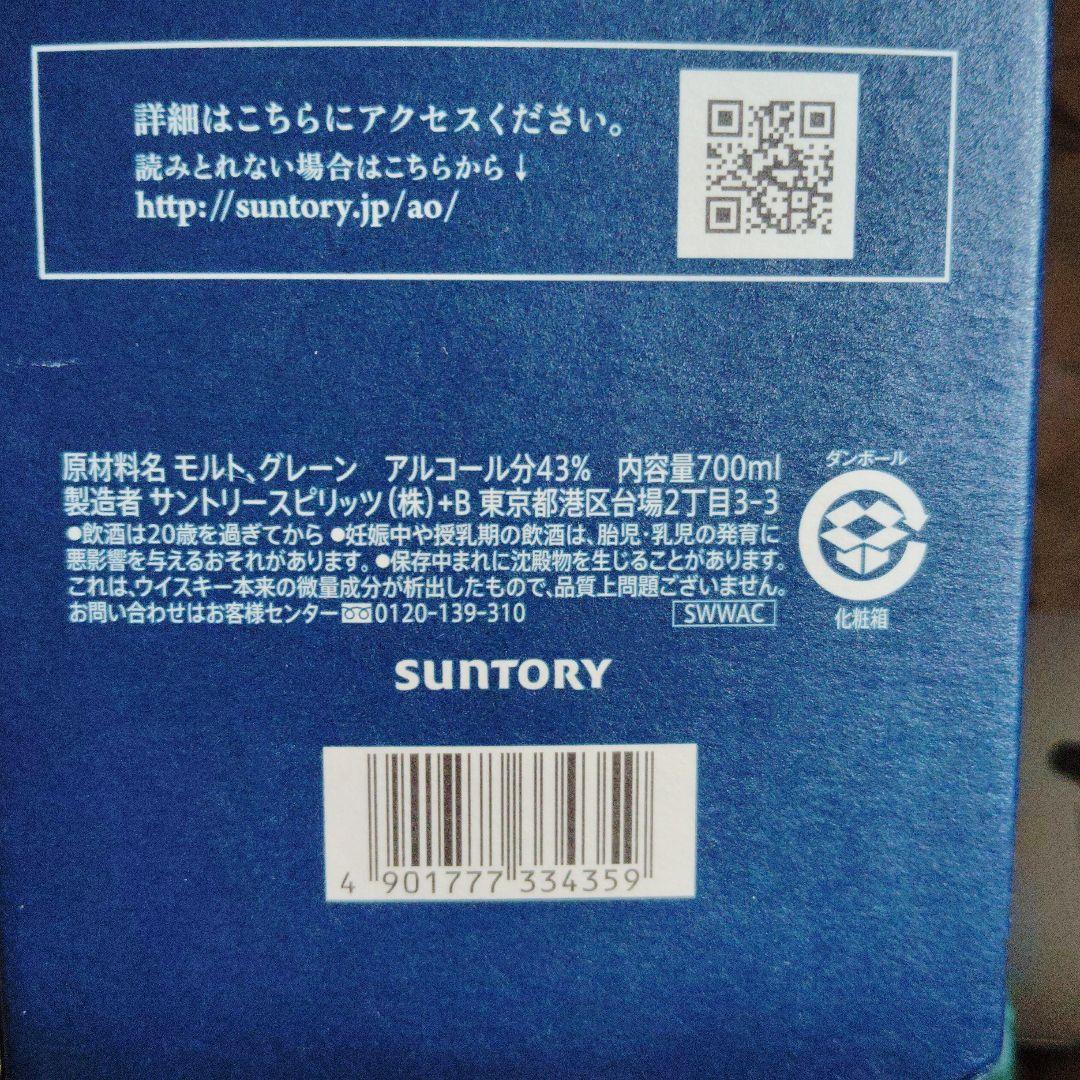 詳細はこちらにアクセスください。
読みとれない場合はこちらから↓
http://suntory.jp/ao/
原材料名 モルト、グレーン　アルコール分43%　内容量700ml
製造者 サントリースピリッツ(株)+B 東京都港区台場2丁目3-3
●飲酒は20歳を過ぎてから ●妊娠中や授乳期の飲酒は、胎児・乳児の発育に
悪影響を与えるおそれがあります。●保存中まれに沈殿物を生じることがあります。
これは、ウイスキー本来の微量成分が析出したもので、品質上問題ございません。
お問い合わせはお客様センター 0120-139-310
SWWAC
ダンボール
化粧箱
SUNTORY
4 901777 334359